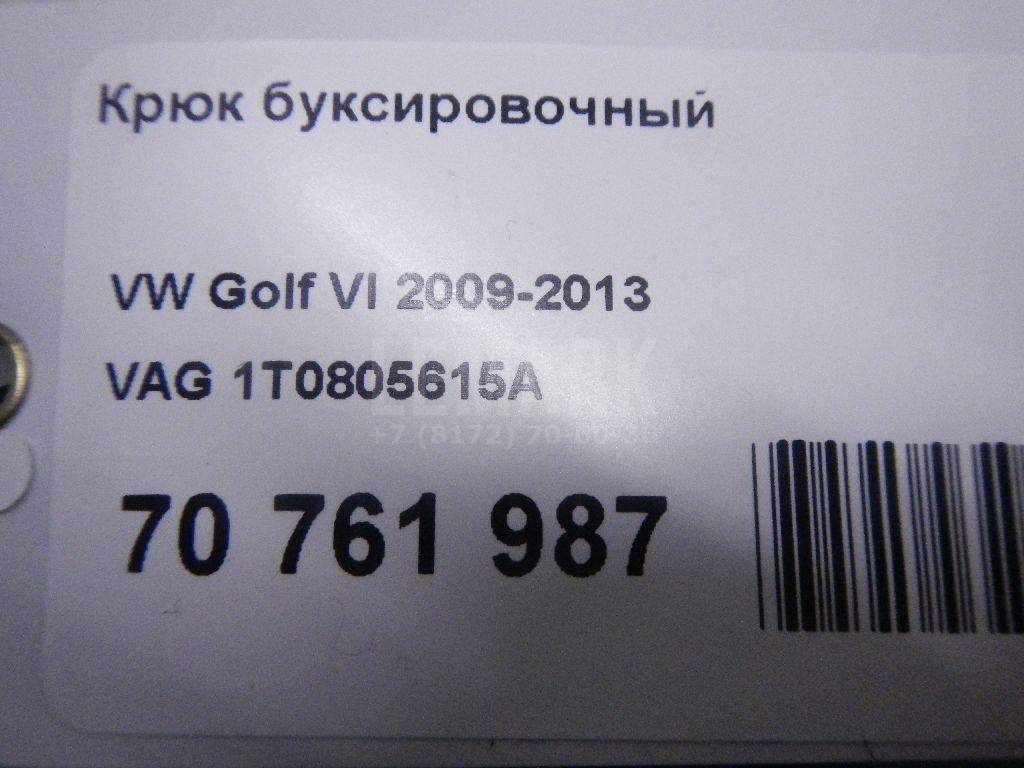 Крюк буксировочный
VW Golf VI 2009-2013
VAG 1T0805615A
70 761 987